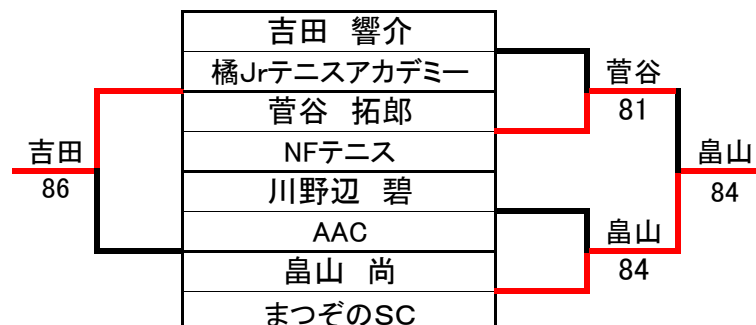 吉田　響介
橘Jrテニスアカデミー
菅谷　拓郎
NFテニス
川野辺　碧
AAC
畠山　尚
まつぞのSC
吉田
86
菅谷
81
畠山
84
畠山
84